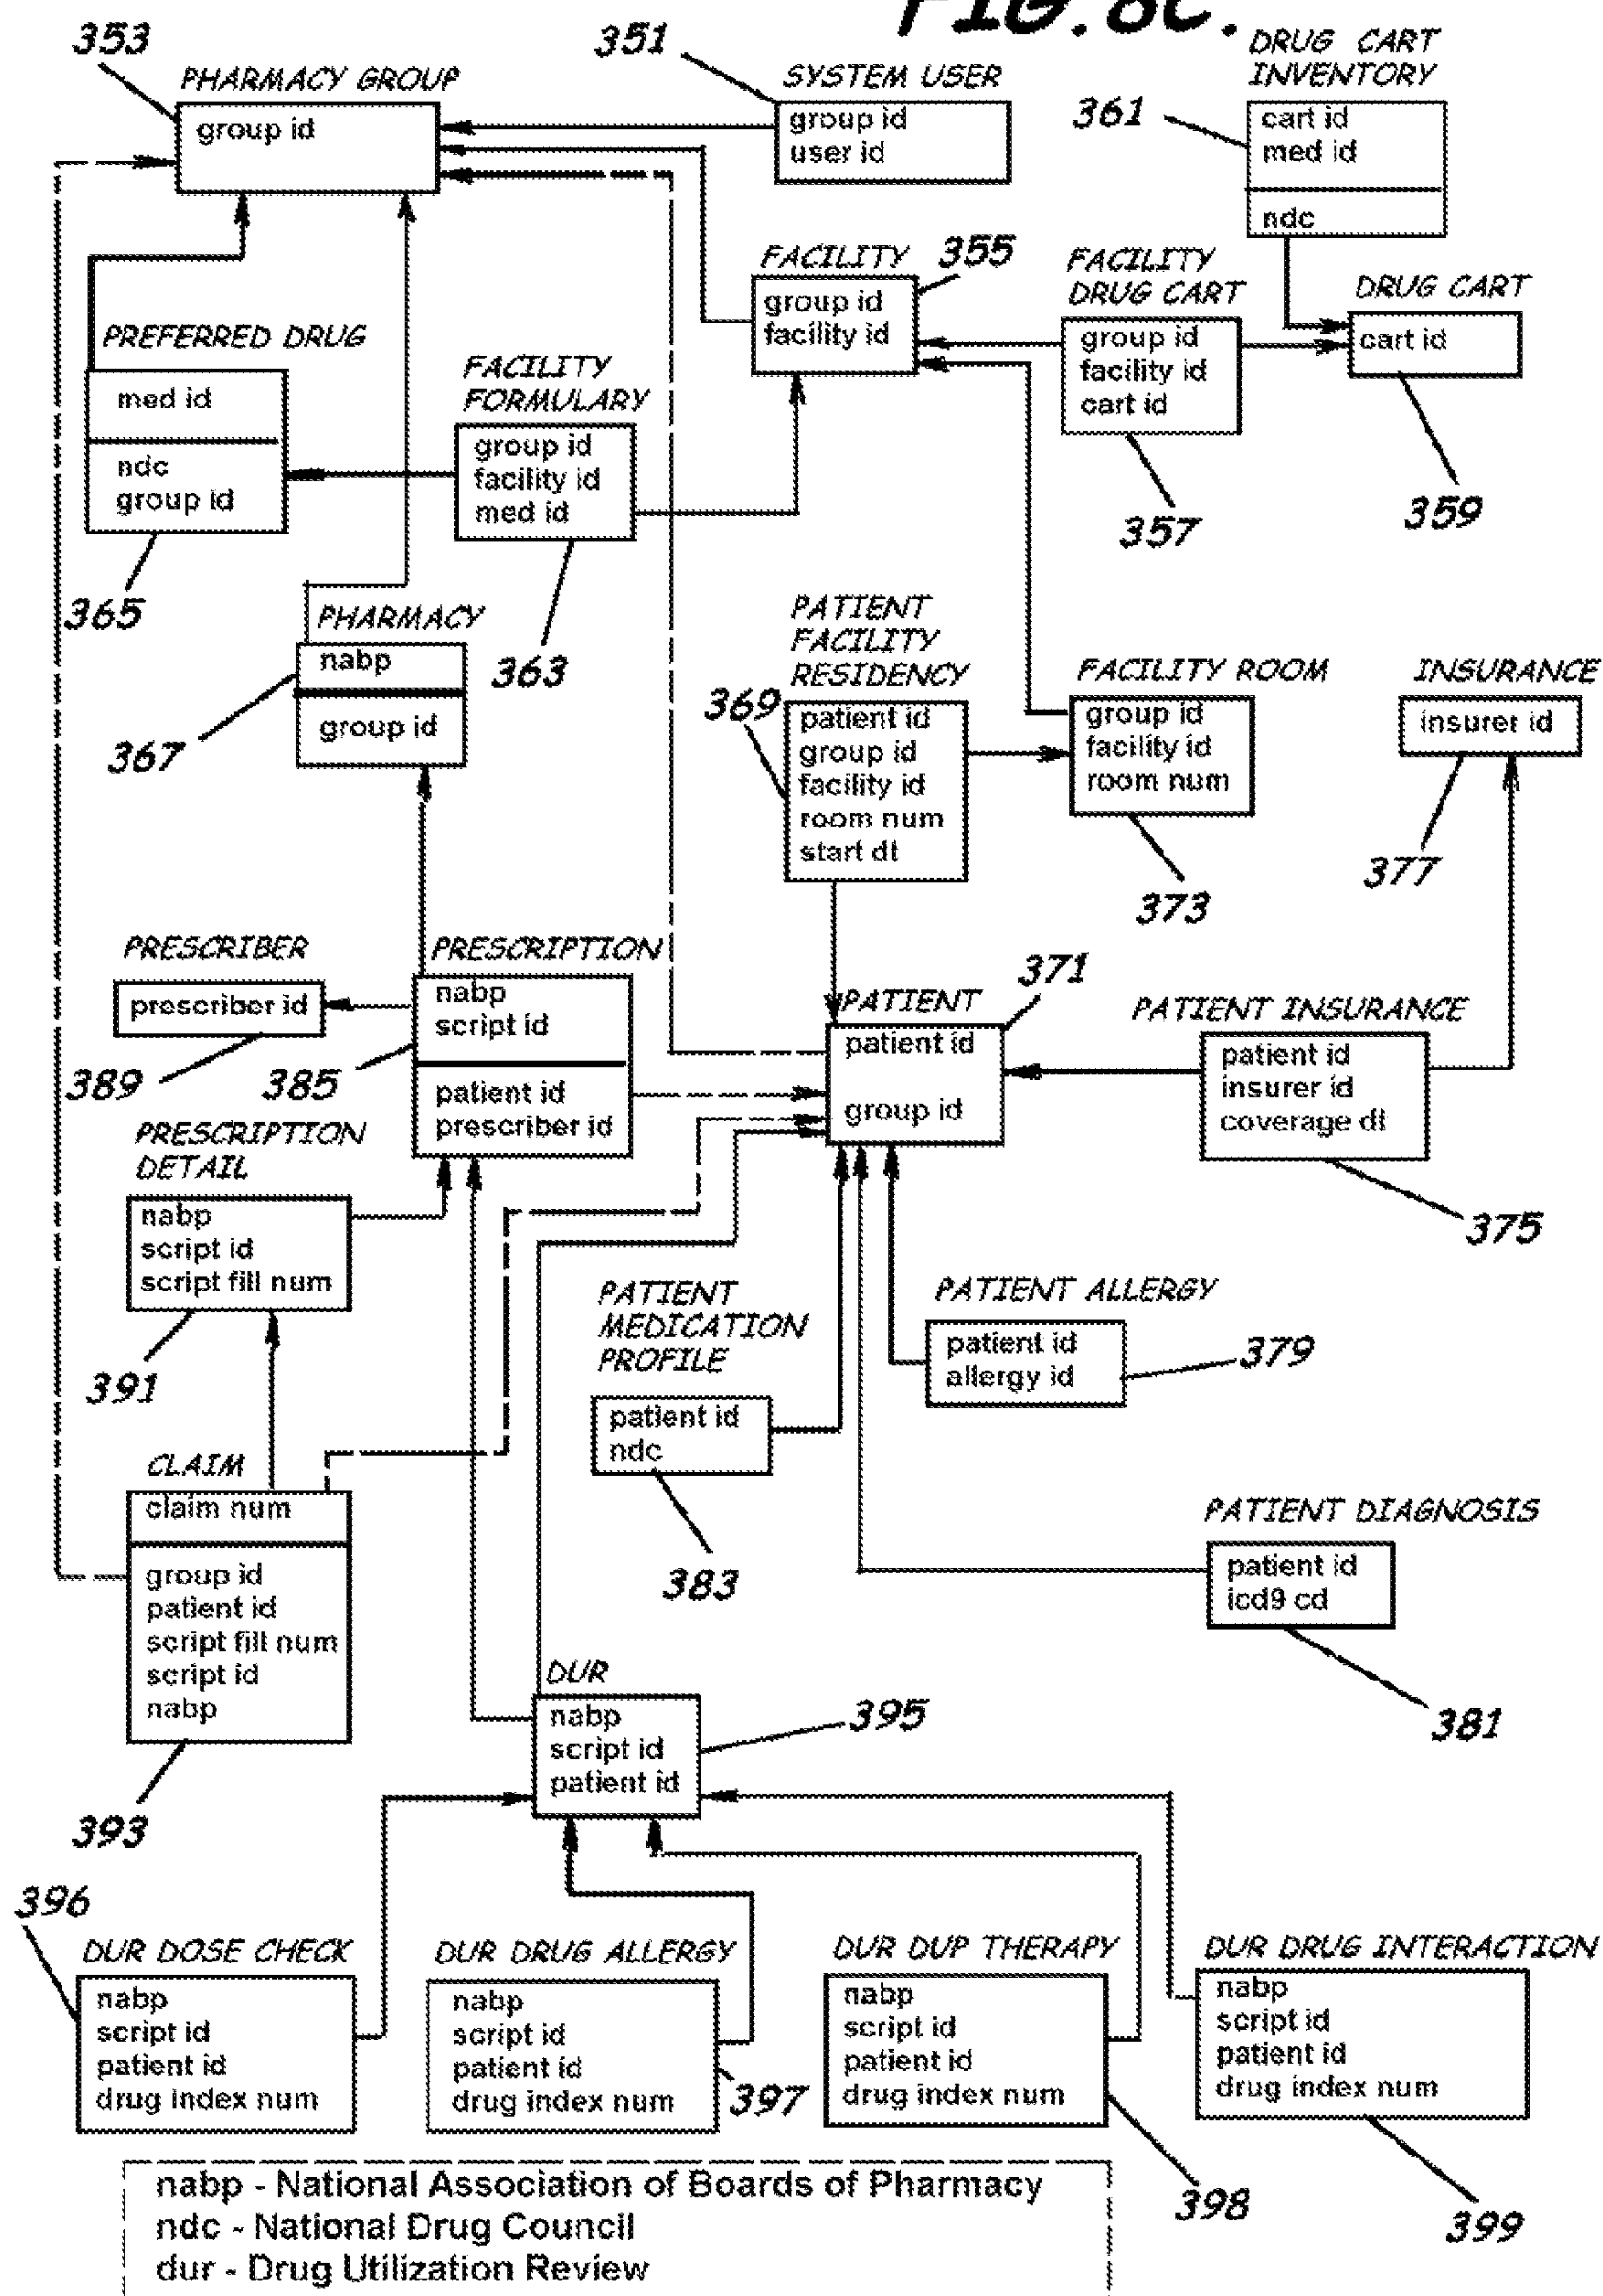 FIG. 8C.
353
PHARMACY GROUP
group id
351
SYSTEM USER
group id
user id
DRUG CART
INVENTORY
361
cart id
med id
ndc
FACILITY
355
group id
facility id
FACILITY
DRUG CART
group id
facility id
cart id
357
DRUG CART
cart id
359
PREFERRED DRUG
med id
ndc
group id
365
FACILITY
FORMULARY
group id
facility id
med id
363
PHARMACY
nabp
group id
367
PATIENT
FACILITY
RESIDENCY
369
patient id
group id
facility id
room num
start dt
FACILITY ROOM
group id
facility id
room num
373
INSURANCE
insurer id
377
PRESCRIBER
prescriber id
389
PRESCRIPTION
nabp
script id
patient id
prescriber id
385
PATIENT
371
patient id
group id
PATIENT INSURANCE
patient id
insurer id
coverage dt
375
PRESCRIPTION
DETAIL
nabp
script id
script fill num
391
PATIENT
MEDICATION
PROFILE
patient id
ndc
383
PATIENT ALLERGY
patient id
allergy id
379
CLAIM
claim num
group id
patient id
script fill num
script id
nabp
393
PATIENT DIAGNOSIS
patient id
icd9 cd
381
DUR
nabp
script id
patient id
395
396
DUR DOSE CHECK
nabp
script id
patient id
drug index num
DUR DRUG ALLERGY
nabp
script id
patient id
drug index num
397
DUR DUP THERAPY
nabp
script id
patient id
drug index num
398
DUR DRUG INTERACTION
nabp
script id
patient id
drug index num
399
nabp - National Association of Boards of Pharmacy
ndc - National Drug Council
dur - Drug Utilization Review